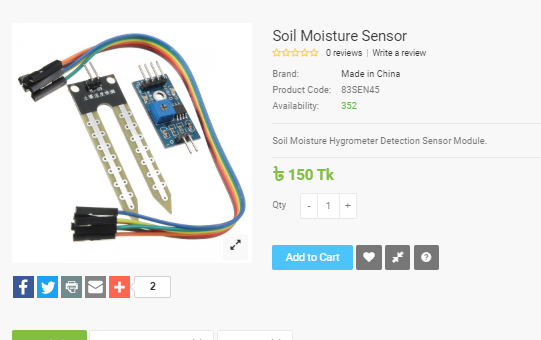 Soil Moisture Sensor
0 reviews | Write a review
Brand: Made in China
Product Code: 83SEN45
Availability: 352
Soil Moisture Hygrometer Detection Sensor Module.
৳ 150 Tk
Qty - 1 +
Add to Cart
2